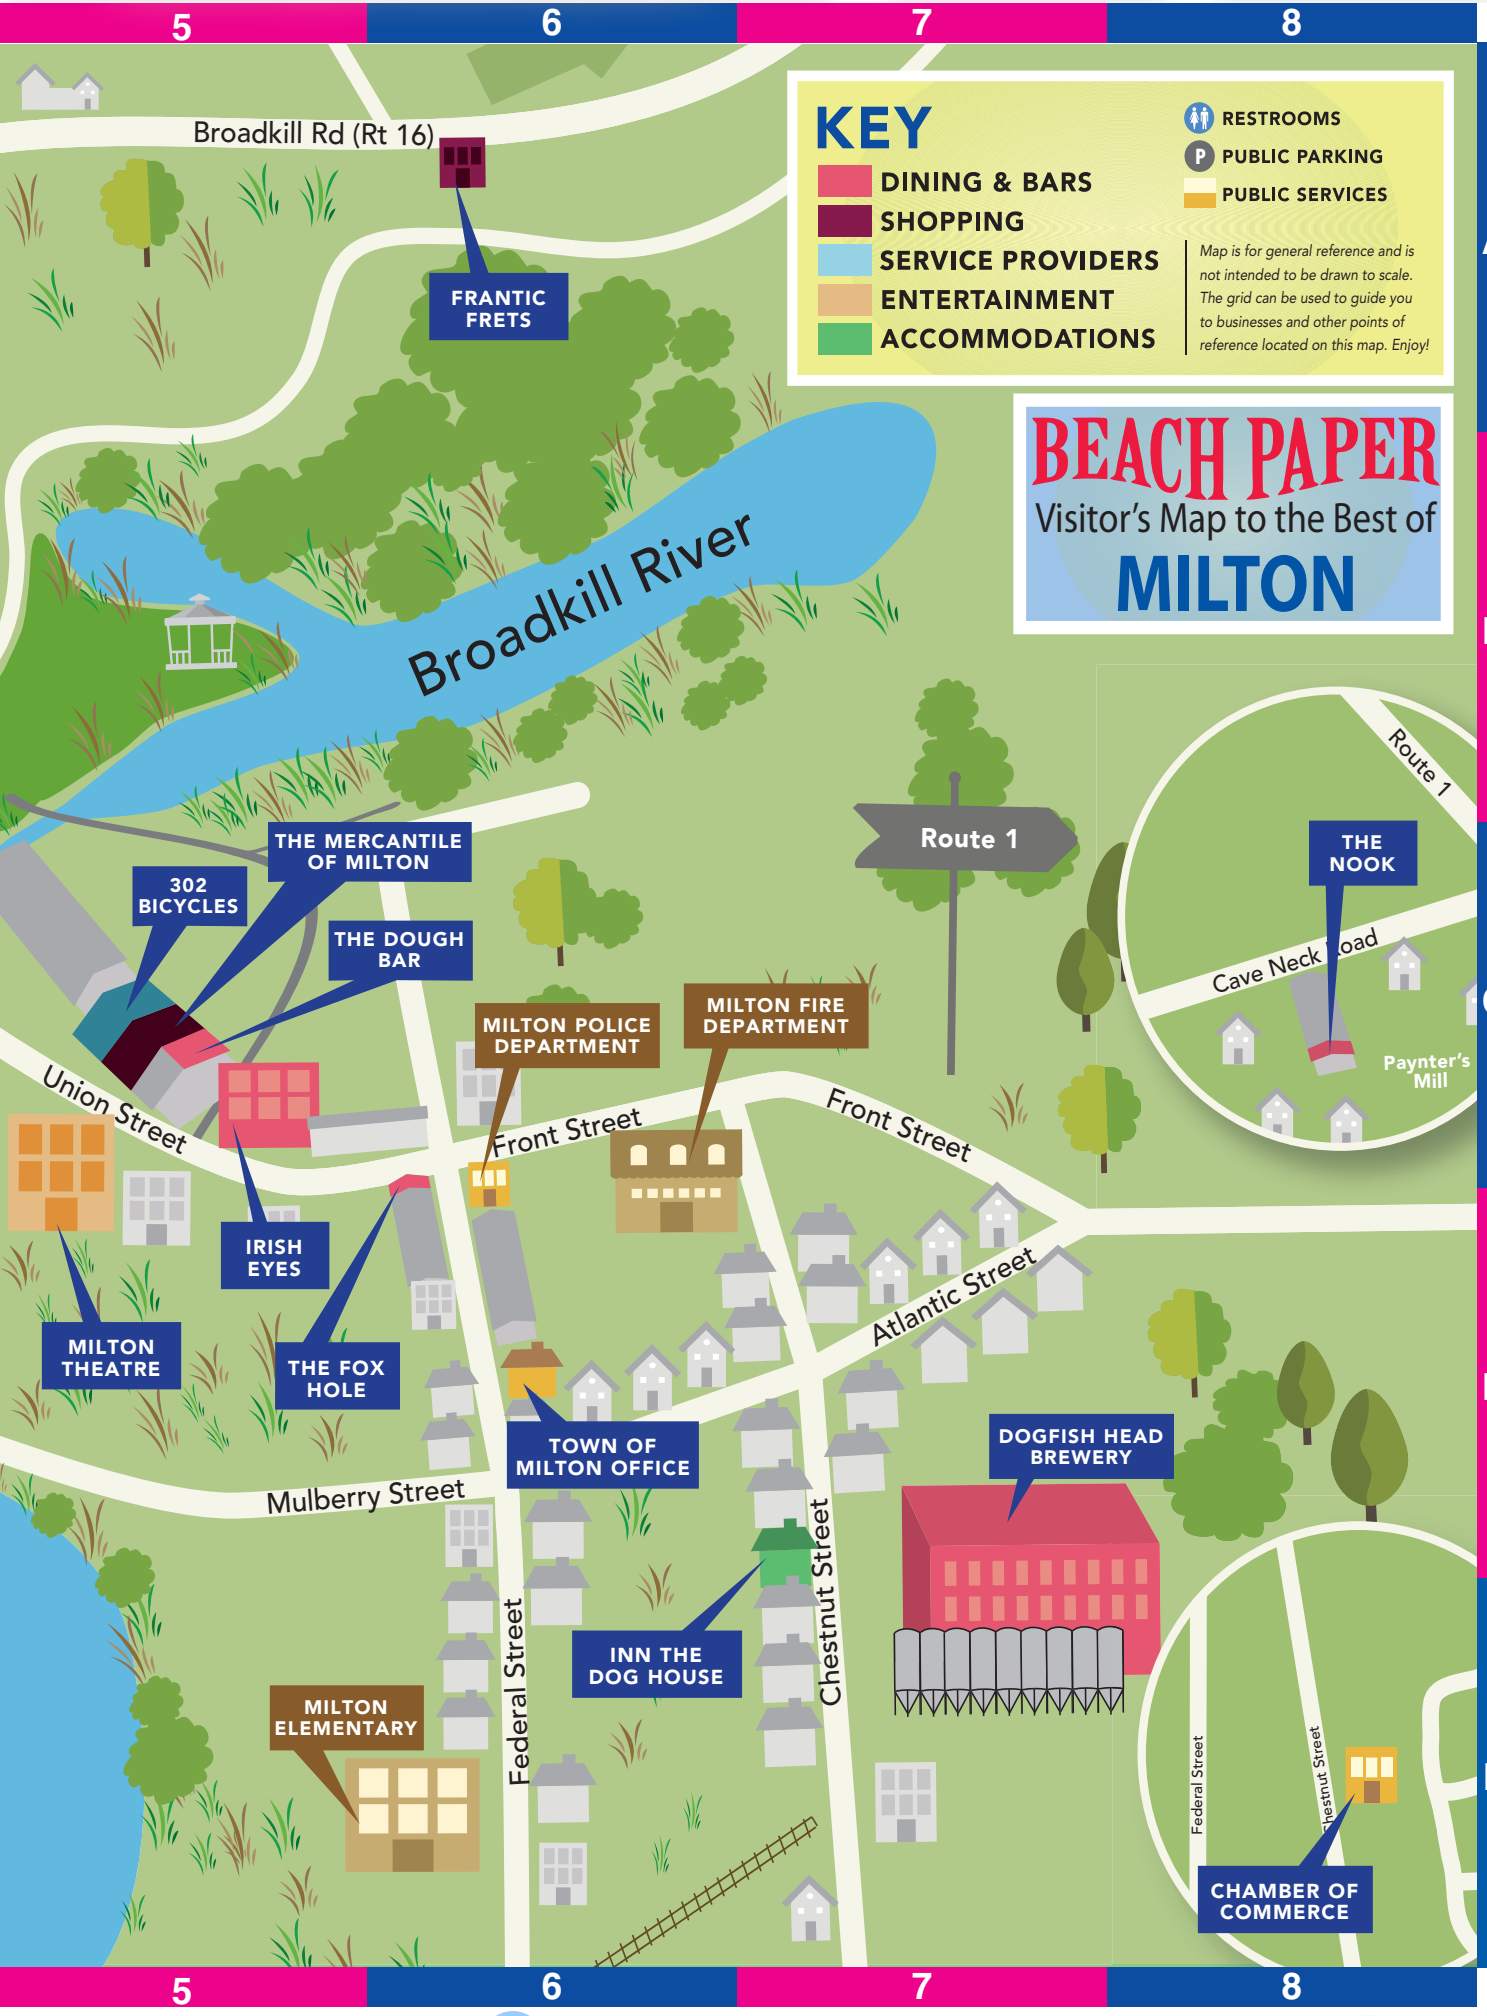 5
6
7
8
KEY
DINING & BARS
SHOPPING
SERVICE PROVIDERS
ENTERTAINMENT
ACCOMMODATIONS
RESTROOMS
P
PUBLIC PARKING
PUBLIC SERVICES
Map is for general reference and is
not intended to be drawn to scale.
The grid can be used to guide you
to businesses and other points of
reference located on this map. Enjoy!
BEACH PAPER
Visitor's Map to the Best of
MILTON
Broadkill Rd (Rt 16)
FRANTIC
FRETS
Broadkill River
Route 1
Route 1
THE
NOOK
Cave Neck Road
Paynter's
Mill
THE MERCANTILE
OF MILTON
302
BICYCLES
THE DOUGH
BAR
MILTON POLICE
DEPARTMENT
MILTON FIRE
DEPARTMENT
Union Street
Front Street
Front Street
IRISH
EYES
MILTON
THEATRE
THE FOX
HOLE
Atlantic Street
TOWN OF
MILTON OFFICE
DOGFISH HEAD
BREWERY
Mulberry Street
Chestnut Street
INN THE
DOG HOUSE
Federal Street
MILTON
ELEMENTARY
Federal Street
Chestnut Street
CHAMBER OF
COMMERCE
5
6
7
8